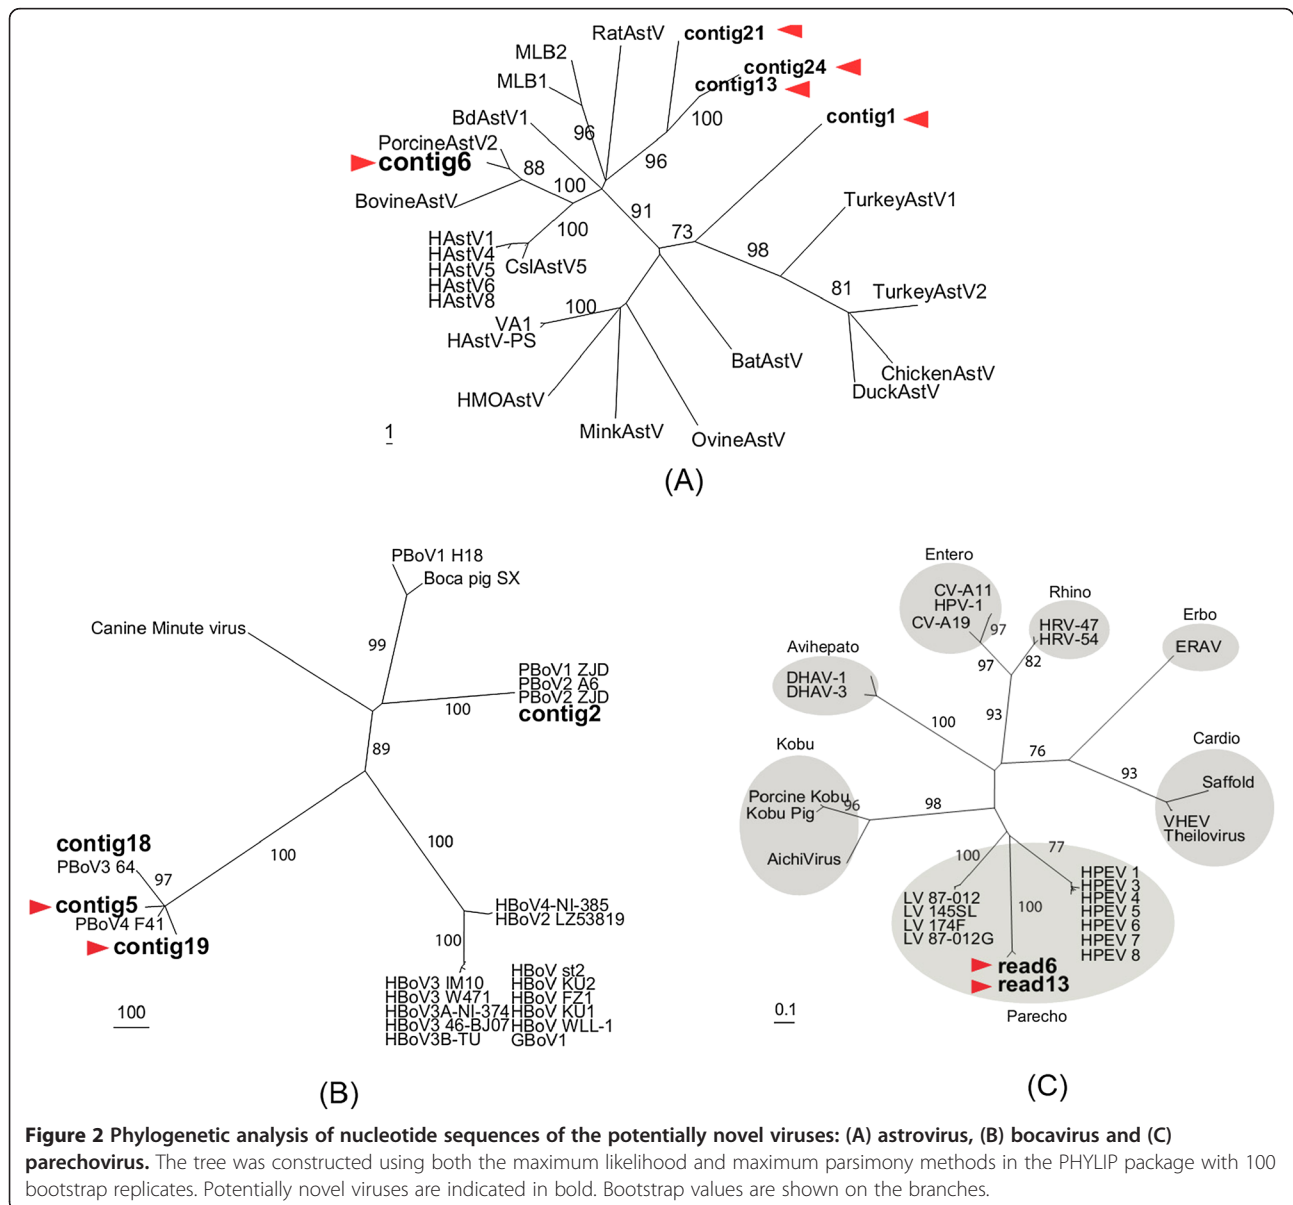 RatAstV
contig21
MLB2
contig24
MLB1
contig13
BdAstV1
96
100
contig1
PorcineAstV2
contig6
88
96
100
BovineAstV
91
TurkeyAstV1
100
73
HAstV1
HAstV4
98
HAstV5
CslAstV5
HAstV6
81
TurkeyAstV2
HAstV8
100
VA1
HAstV-PS
BatAstV
ChickenAstV
DuckAstV
HMOAstV
1
MinkAstV
OvineAstV
(A)
PBoV1 H18
Boca pig SX
Canine Minute virus
99
PBoV1 ZJD
PBoV2 A6
PBoV2 ZJD
100
contig2
89
contig18
100
100
PBoV3 64
97
contig5
PBoV4 F41
contig19
HBoV4-NI-385
HBoV2 LZ53819
100
HBoV3 IM10
HBoV3 W471
HBoV3A-NI-374
HBoV3 46-BJ07
HBoV3B-TU
HBoV st2
HBoV KU2
HBoV FZ1
HBoV KU1
HBoV WLL-1
GBoV1
100
(B)
Entero
CV-A11
HPV-1
CV-A19
97
97
Rhino
HRV-47
HRV-54
82
Erbo
ERAV
Avihepato
DHAV-1
DHAV-3
100
93
76
Kobu
Cardio
93
Saffold
Porcine Kobu
96
Kobu Pig
98
VHEV
Theilovirus
AichiVirus
100
77
LV 87-012
LV 145SL
LV 174F
LV 87-012G
100
HPEV 1
HPEV 3
HPEV 4
HPEV 5
HPEV 6
HPEV 7
HPEV 8
read6
read13
Parecho
0.1
(C)
Figure 2 Phylogenetic analysis of nucleotide sequences of the potentially novel viruses: (A) astrovirus, (B) bocavirus and (C)
parechovirus. The tree was constructed using both the maximum likelihood and maximum parsimony methods in the PHYLIP package with 100
bootstrap replicates. Potentially novel viruses are indicated in bold. Bootstrap values are shown on the branches.